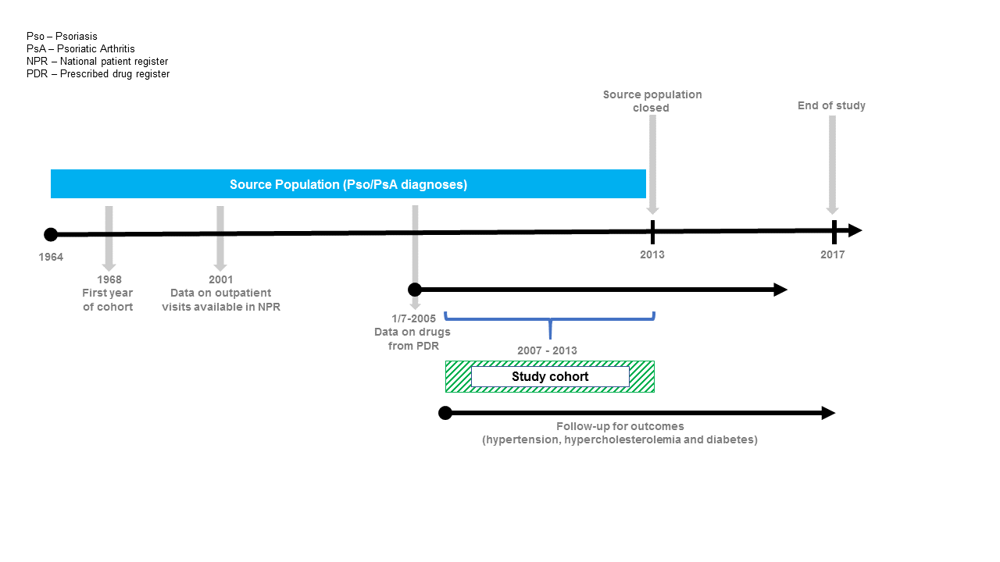 Pso – Psoriasis
PsA – Psoriatic Arthritis
NPR – National patient register
PDR – Prescribed drug register
Source population
closed
End of study
Source Population (Pso/PsA diagnoses)
1964
2013
2017
1968
First year
of cohort
2001
Data on outpatient
visits available in NPR
1/7-2005
Data on drugs
from PDR
2007 - 2013
Study cohort
Follow-up for outcomes
(hypertension, hypercholesterolemia and diabetes)